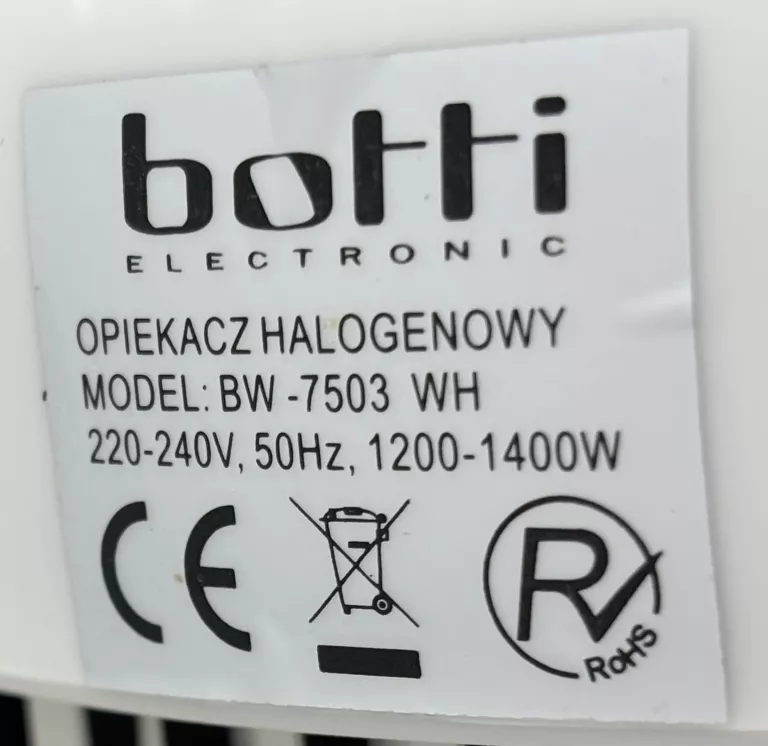 botti
ELECTRONIC
OPIEKACZ HALOGENOWY
MODEL: BW -7503 WH
220-240V, 50Hz, 1200-1400W
CE
R
RoHS